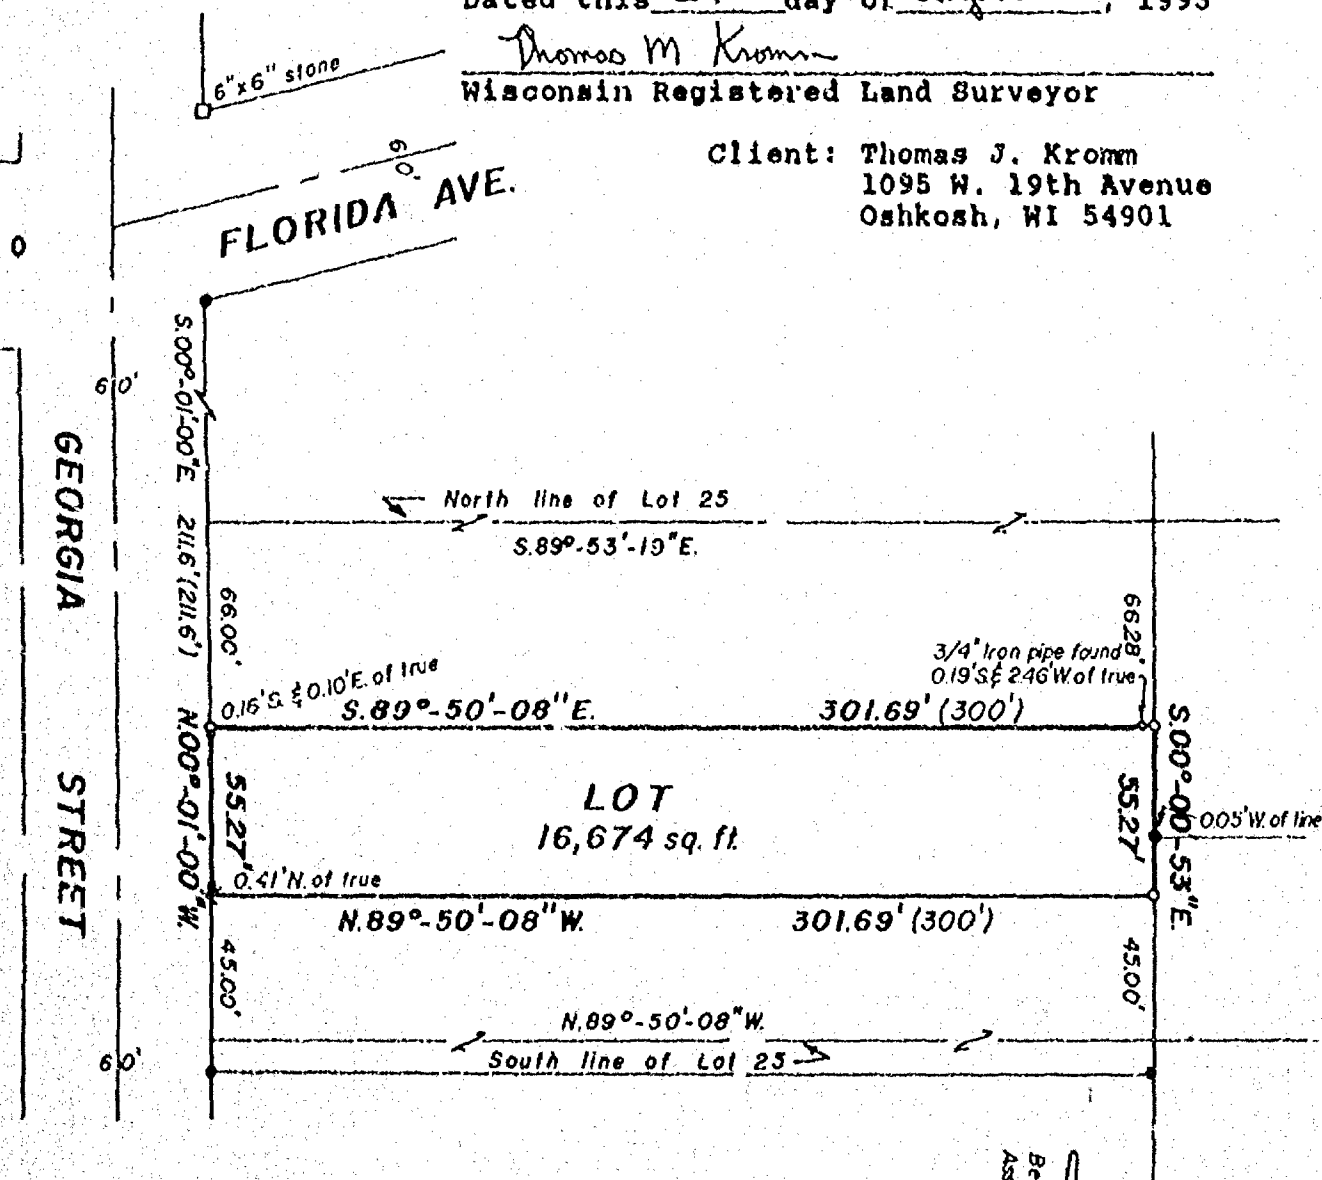 Dated this day of , 1993
Thomas M Kromm
Wisconsin Registered Land Surveyor
Client: Thomas J. Kromm
1095 W. 19th Avenue
Oshkosh, WI 54901
6"x6" stone
60'
FLORIDA AVE.
S.00°-01'-00"E. 211.6'(211.6')
60'
GEORGIA STREET
North line of Lot 25
S.89°-53'-19"E.
66.00'
66.28'
3/4" Iron pipe found
0.19'S.& 2.46'W. of true
0.16'S. & 0.10'E. of true
S.89°-50'-08"E. 301.69' (300')
N.00°-01'-00"W.
55.27'
LOT
16,674 sq. ft.
55.27'
S.00°-00'-53"E.
0.05'W. of line
0.41'N. of true
N.89°-50'-08"W. 301.69' (300')
45.00'
45.00'
N.89°-50'-08"W.
60'
South line of Lot 25
Be
As